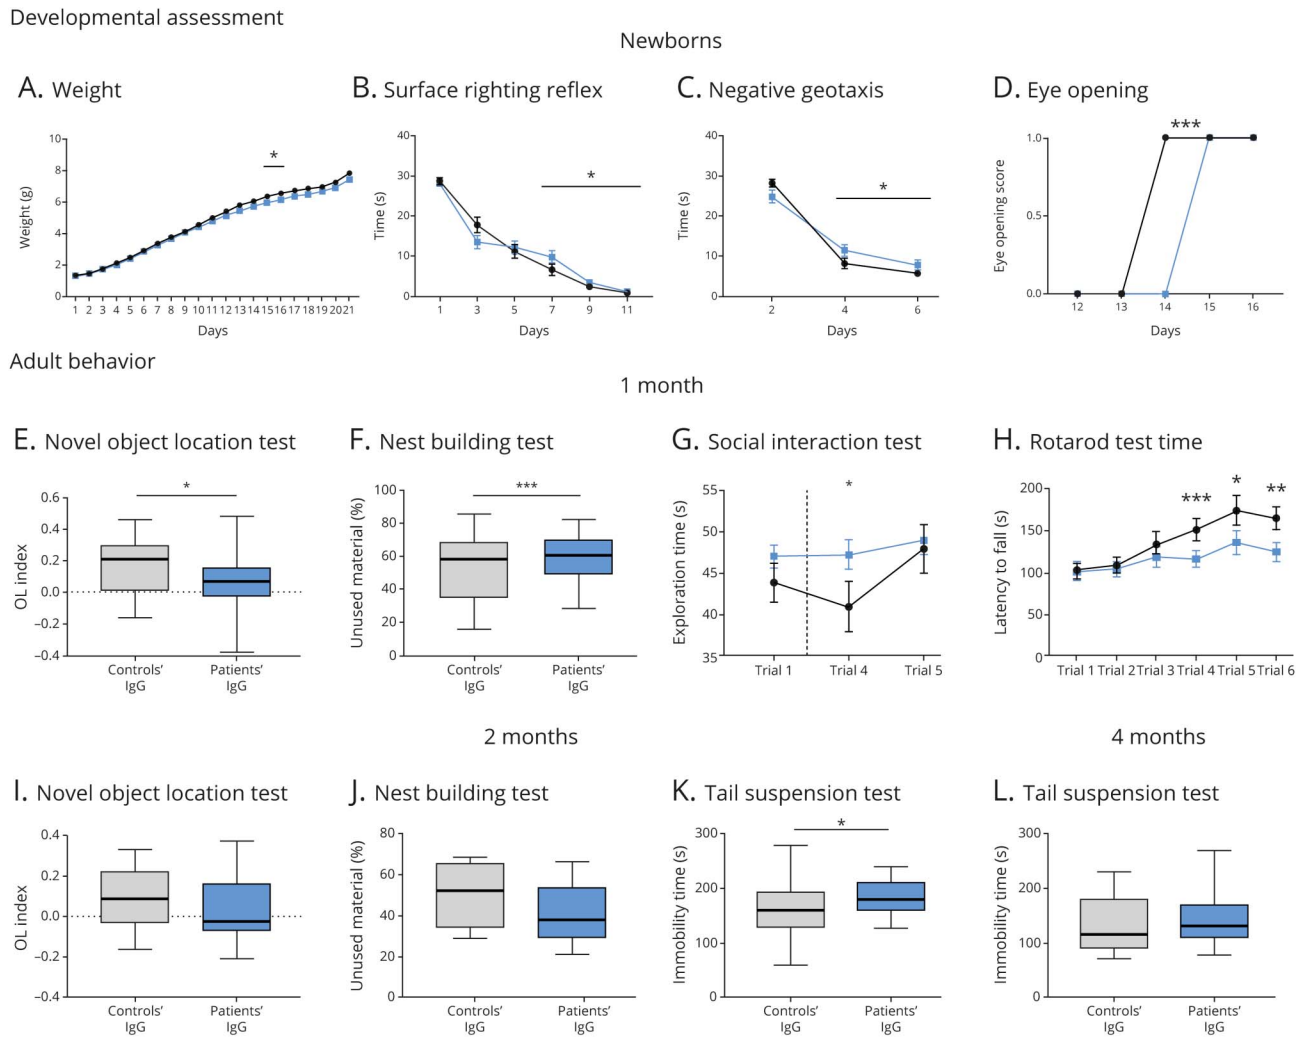 Developmental assessment
Newborns
A. Weight
B. Surface righting reflex
C. Negative geotaxis
D. Eye opening
Weight (g)
10
8
6
4
2
0
*
1 2 3 4 5 6 7 8 9 10 11 12 13 14 15 16 17 18 19 20 21
Days
Time (s)
40
30
20
10
0
*
1 3 5 7 9 11
Days
Time (s)
40
30
20
10
0
*
2 4 6
Days
Eye opening score
1.0
0.5
0.0
***
12 13 14 15 16
Days
Adult behavior
1 month
E. Novel object location test
F. Nest building test
G. Social interaction test
H. Rotarod test time
OL index
0.6
0.4
0.2
0.0
–0.2
–0.4
*
Controls' Patients'
IgG IgG
Unused material (%)
100
80
60
40
20
0
***
Controls' Patients'
IgG IgG
Exploration time (s)
55
50
45
40
35
*
Trial 1 Trial 4 Trial 5
Latency to fall (s)
200
150
100
50
0
*** * **
Trial 1 Trial 2 Trial 3 Trial 4 Trial 5 Trial 6
2 months
4 months
I. Novel object location test
J. Nest building test
K. Tail suspension test
L. Tail suspension test
OL index
0.4
0.2
0.0
–0.2
–0.4
Controls' Patients'
IgG IgG
Unused material (%)
80
60
40
20
0
Controls' Patients'
IgG IgG
Immobility time (s)
300
200
100
0
*
Controls' Patients'
IgG IgG
Immobility time (s)
300
200
100
0
Controls' Patients'
IgG IgG